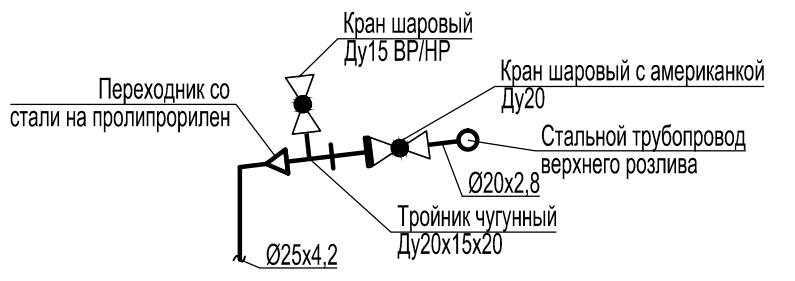 Кран шаровый
Ду15 ВР/НР
Кран шаровый с американкой
Ду20
Переходник со
стали на пролипрорилен
Стальной трубопровод
верхнего розлива
Ø20х2,8
Тройник чугунный
Ду20х15х20
Ø25х4,2